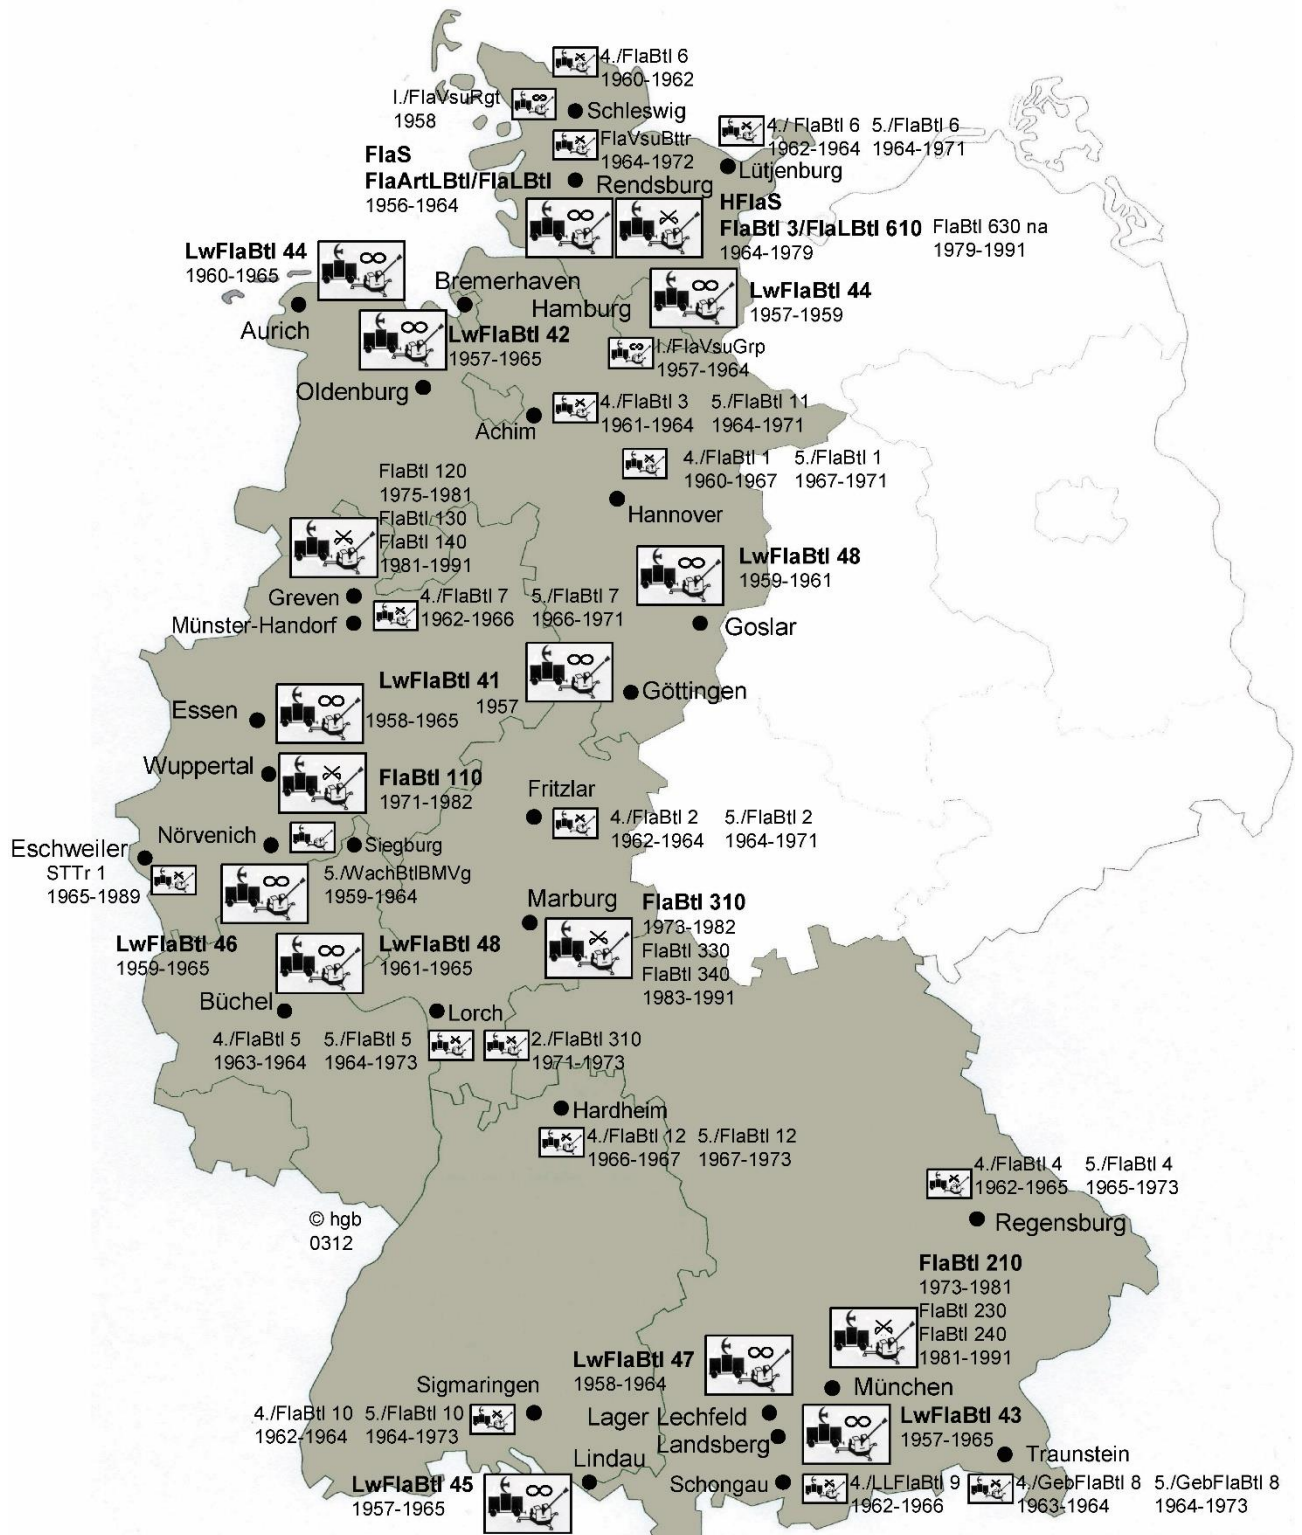 4./FlaBtl 6
1960-1962
I./FlaVsuRgt
1958
Schleswig
FlaVsuBttr
1964-1972
4./ FlaBtl 6 5./FlaBtl 6
1962-1964 1964-1971
Lütjenburg
FlaS
FlaArtLBtl/FlaLBtl
1956-1964
Rendsburg
HFlaS
FlaBtl 3/FlaLBtl 610 FlaBtl 630 na
1964-1979 1979-1991
LwFlaBtl 44
1960-1965
Aurich
Bremerhaven
Hamburg
LwFlaBtl 44
1957-1959
LwFlaBtl 42
1957-1965
Oldenburg
I./FlaVsuGrp
1957-1964
Achim
4./FlaBtl 3 5./FlaBtl 11
1961-1964 1964-1971
4./FlaBtl 1 5./FlaBtl 1
1960-1967 1967-1971
Hannover
FlaBtl 120
1975-1981
FlaBtl 130
FlaBtl 140
1981-1991
LwFlaBtl 48
1959-1961
Goslar
Greven
Münster-Handorf
4./FlaBtl 7 5./FlaBtl 7
1962-1966 1966-1971
LwFlaBtl 41
1957
Göttingen
Essen
1958-1965
Wuppertal
FlaBtl 110
1971-1982
Fritzlar
4./FlaBtl 2 5./FlaBtl 2
1962-1964 1964-1971
Nörvenich
Siegburg
Eschweiler
STTr 1
1965-1989
5./WachBtlBMVg
1959-1964
Marburg
FlaBtl 310
1973-1982
FlaBtl 330
FlaBtl 340
1983-1991
LwFlaBtl 46
1959-1965
LwFlaBtl 48
1961-1965
Büchel
Lorch
4./FlaBtl 5 5./FlaBtl 5
1963-1964 1964-1973
2./FlaBtl 310
1971-1973
Hardheim
4./FlaBtl 12 5./FlaBtl 12
1966-1967 1967-1973
4./FlaBtl 4 5./FlaBtl 4
1962-1965 1965-1973
Regensburg
© hgb
0312
FlaBtl 210
1973-1981
FlaBtl 230
FlaBtl 240
1981-1991
München
LwFlaBtl 47
1958-1964
Sigmaringen
4./FlaBtl 10 5./FlaBtl 10
1962-1964 1964-1973
Lager Lechfeld
Landsberg
LwFlaBtl 43
1957-1965
Traunstein
Lindau
LwFlaBtl 45
1957-1965
Schongau
4./LLFlaBtl 9
1962-1966
4./GebFlaBtl 8 5./GebFlaBtl 8
1963-1964 1964-1973